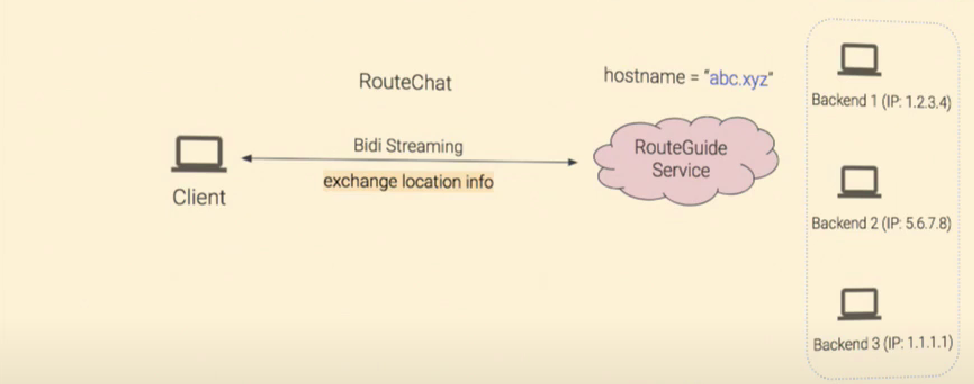 RouteChat
hostname = "abc.xyz"
Bidi Streaming
exchange location info
Client
RouteGuide
Service
Backend 1 (IP: 1.2.3.4)
Backend 2 (IP: 5.6.7.8)
Backend 3 (IP: 1.1.1.1)